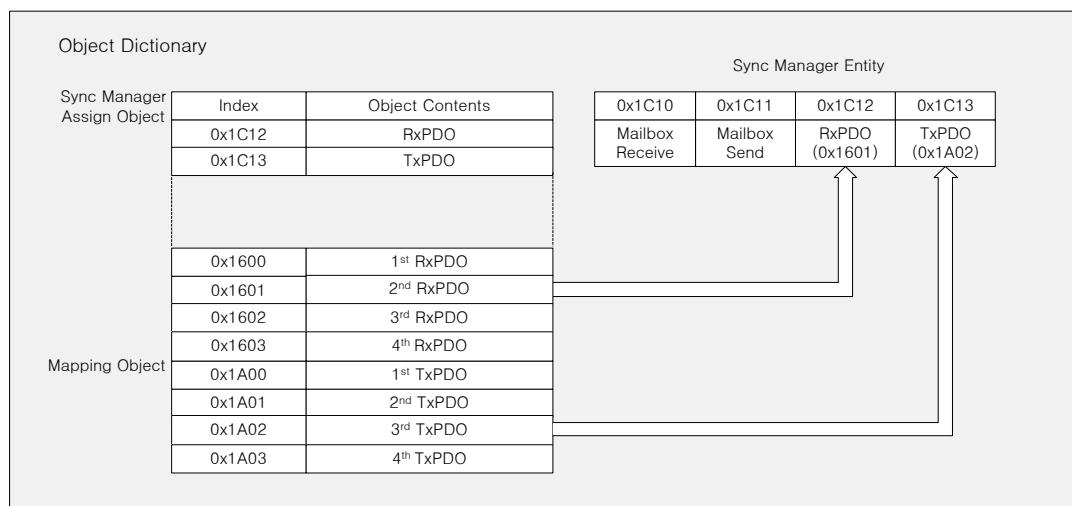 Object Dictionary
Sync Manager Entity
Sync Manager
Assign Object
Index Object Contents
0x1C12 RxPDO
0x1C13 TxPDO
0x1C10 0x1C11 0x1C12 0x1C13
Mailbox Receive Mailbox Send RxPDO (0x1601) TxPDO (0x1A02)
Mapping Object
0x1600 1st RxPDO
0x1601 2nd RxPDO
0x1602 3rd RxPDO
0x1603 4th RxPDO
0x1A00 1st TxPDO
0x1A01 2nd TxPDO
0x1A02 3rd TxPDO
0x1A03 4th TxPDO